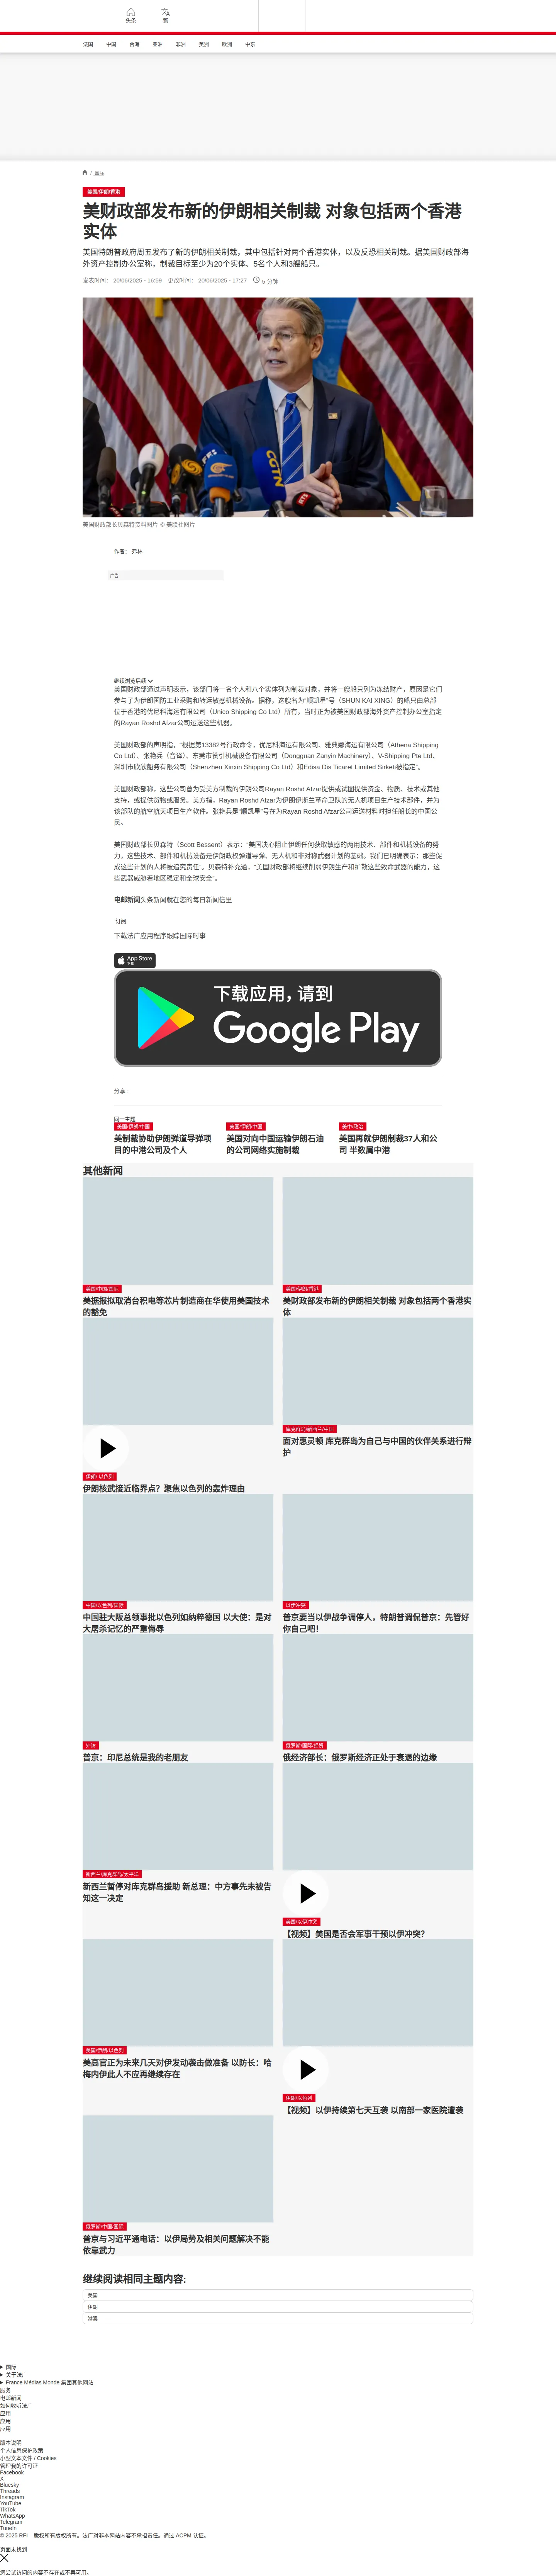 头条
繁
法国 中国 台海 亚洲 非洲 美洲 欧洲 中东
/ 国际
美国/伊朗/香港
美财政部发布新的伊朗相关制裁 对象包括两个香港
实体
美国特朗普政府周五发布了新的伊朗相关制裁，其中包括针对两个香港实体，以及反恐相关制裁。据美国财政部海
外资产控制办公室称，制裁目标至少为20个实体、5名个人和3艘船只。
发表时间： 20/06/2025 - 16:59 更改时间： 20/06/2025 - 17:27 5 分钟
CGTN
美国财政部长贝森特资料图片 © 美联社图片
作者： 弗林
广告
继续浏览后续
美国财政部通过声明表示，该部门将一名个人和八个实体列为制裁对象，并将一艘船只列为冻结财产，原因是它们
参与了为伊朗国防工业采购和转运敏感机械设备。据称，这艘名为“顺凯星”号（SHUN KAI XING）的船只由总部
位于香港的优尼科海运有限公司（Unico Shipping Co Ltd）所有，当时正为被美国财政部海外资产控制办公室指定
的Rayan Roshd Afzar公司运送这些机器。
美国财政部的声明指，“根据第13382号行政命令，优尼科海运有限公司、雅典娜海运有限公司（Athena Shipping
Co Ltd）、张艳兵（音译）、东莞市赞引机械设备有限公司（Dongguan Zanyin Machinery）、V-Shipping Pte Ltd、
深圳市欣欣船务有限公司（Shenzhen Xinxin Shipping Co Ltd）和Edisa Dis Ticaret Limited Sirketi被指定”。
美国财政部称，这些公司曾为受美方制裁的伊朗公司Rayan Roshd Afzar提供或试图提供资金、物质、技术或其他
支持，或提供货物或服务。美方指，Rayan Roshd Afzar为伊朗伊斯兰革命卫队的无人机项目生产技术部件，并为
该部队的航空航天项目生产软件。张艳兵是“顺凯星”号在为Rayan Roshd Afzar公司运送材料时担任船长的中国公
民。
美国财政部长贝森特（Scott Bessent）表示：“美国决心阻止伊朗任何获取敏感的两用技术、部件和机械设备的努
力，这些技术、部件和机械设备是伊朗政权弹道导弹、无人机和非对称武器计划的基础。我们已明确表示：那些促
成这些计划的人将被追究责任”。贝森特补充道，“美国财政部将继续削弱伊朗生产和扩散这些致命武器的能力，这
些武器威胁着地区稳定和全球安全”。
电邮新闻头条新闻就在您的每日新闻信里
订阅
下载法广应用程序跟踪国际时事
App Store
下载
下载应用，请到
Google Play
分享 :
同一主题
美国/伊朗/中国
美制裁协助伊朗弹道导弹项
目的中港公司及个人
美国/伊朗/中国
美国对向中国运输伊朗石油
的公司网络实施制裁
美中/政治
美国再就伊朗制裁37人和公
司 半数属中港
其他新闻
美国/中国/国际
美据报拟取消台积电等芯片制造商在华使用美国技术
的豁免
美国/伊朗/香港
美财政部发布新的伊朗相关制裁 对象包括两个香港实
体
伊朗/ 以色列
伊朗核武接近临界点？聚焦以色列的轰炸理由
库克群岛/新西兰/中国
面对惠灵顿 库克群岛为自己与中国的伙伴关系进行辩
护
中国/以色列/国际
中国驻大阪总领事批以色列如纳粹德国 以大使：是对
大屠杀记忆的严重侮辱
以伊冲突
普京要当以伊战争调停人，特朗普调侃普京：先管好
你自己吧！
外访
普京：印尼总统是我的老朋友
俄罗斯/国际/经贸
俄经济部长：俄罗斯经济正处于衰退的边缘
新西兰/库克群岛/太平洋
新西兰暂停对库克群岛援助 新总理：中方事先未被告
知这一决定
美国/以伊冲突
【视频】美国是否会军事干预以伊冲突？
美国/伊朗/以色列
美高官正为未来几天对伊发动袭击做准备 以防长：哈
梅内伊此人不应再继续存在
伊朗/以色列
【视频】以伊持续第七天互袭 以南部一家医院遭袭
俄罗斯/中国/国际
普京与习近平通电话：以伊局势及相关问题解决不能
依靠武力
继续阅读相同主题内容:
美国
伊朗
港澳
国际
关于法广
France Médias Monde 集团其他网站
服务
电邮新闻
如何收听法广
应用
应用
应用
版本说明
个人信息保护政策
小型文本文件 / Cookies
管理我的许可证
Facebook
X
Bluesky
Threads
Instagram
YouTube
TikTok
WhatsApp
Telegram
TuneIn
© 2025 RFI – 版权所有版权所有。法广对非本网站内容不承担责任。通过 ACPM 认证。
页面未找到
您尝试访问的内容不存在或不再可用。